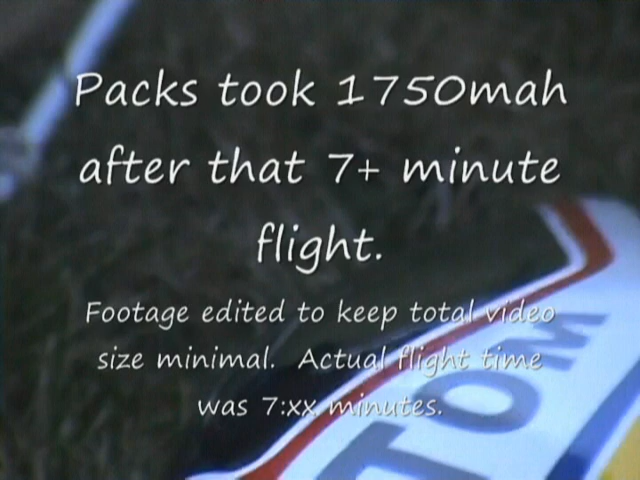 Packs took 1750mah
after that 7+ minute
flight.
Footage edited to keep total video
size minimal. Actual flight time
was 7:xx minutes.
TOM